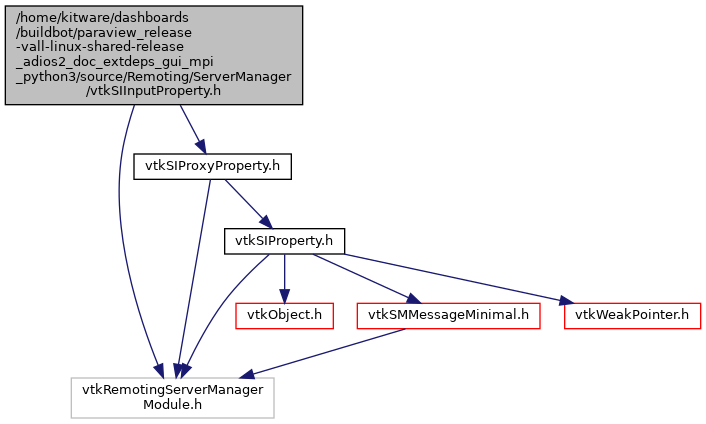 /home/kitware/dashboards
/buildbot/paraview_release
-vall-linux-shared-release
_adios2_doc_extdeps_gui_mpi
_python3/source/Remoting/ServerManager
/vtkSIInputProperty.h
vtkSIProxyProperty.h
vtkSIProperty.h
vtkObject.h
vtkSMMessageMinimal.h
vtkWeakPointer.h
vtkRemotingServerManager
Module.h